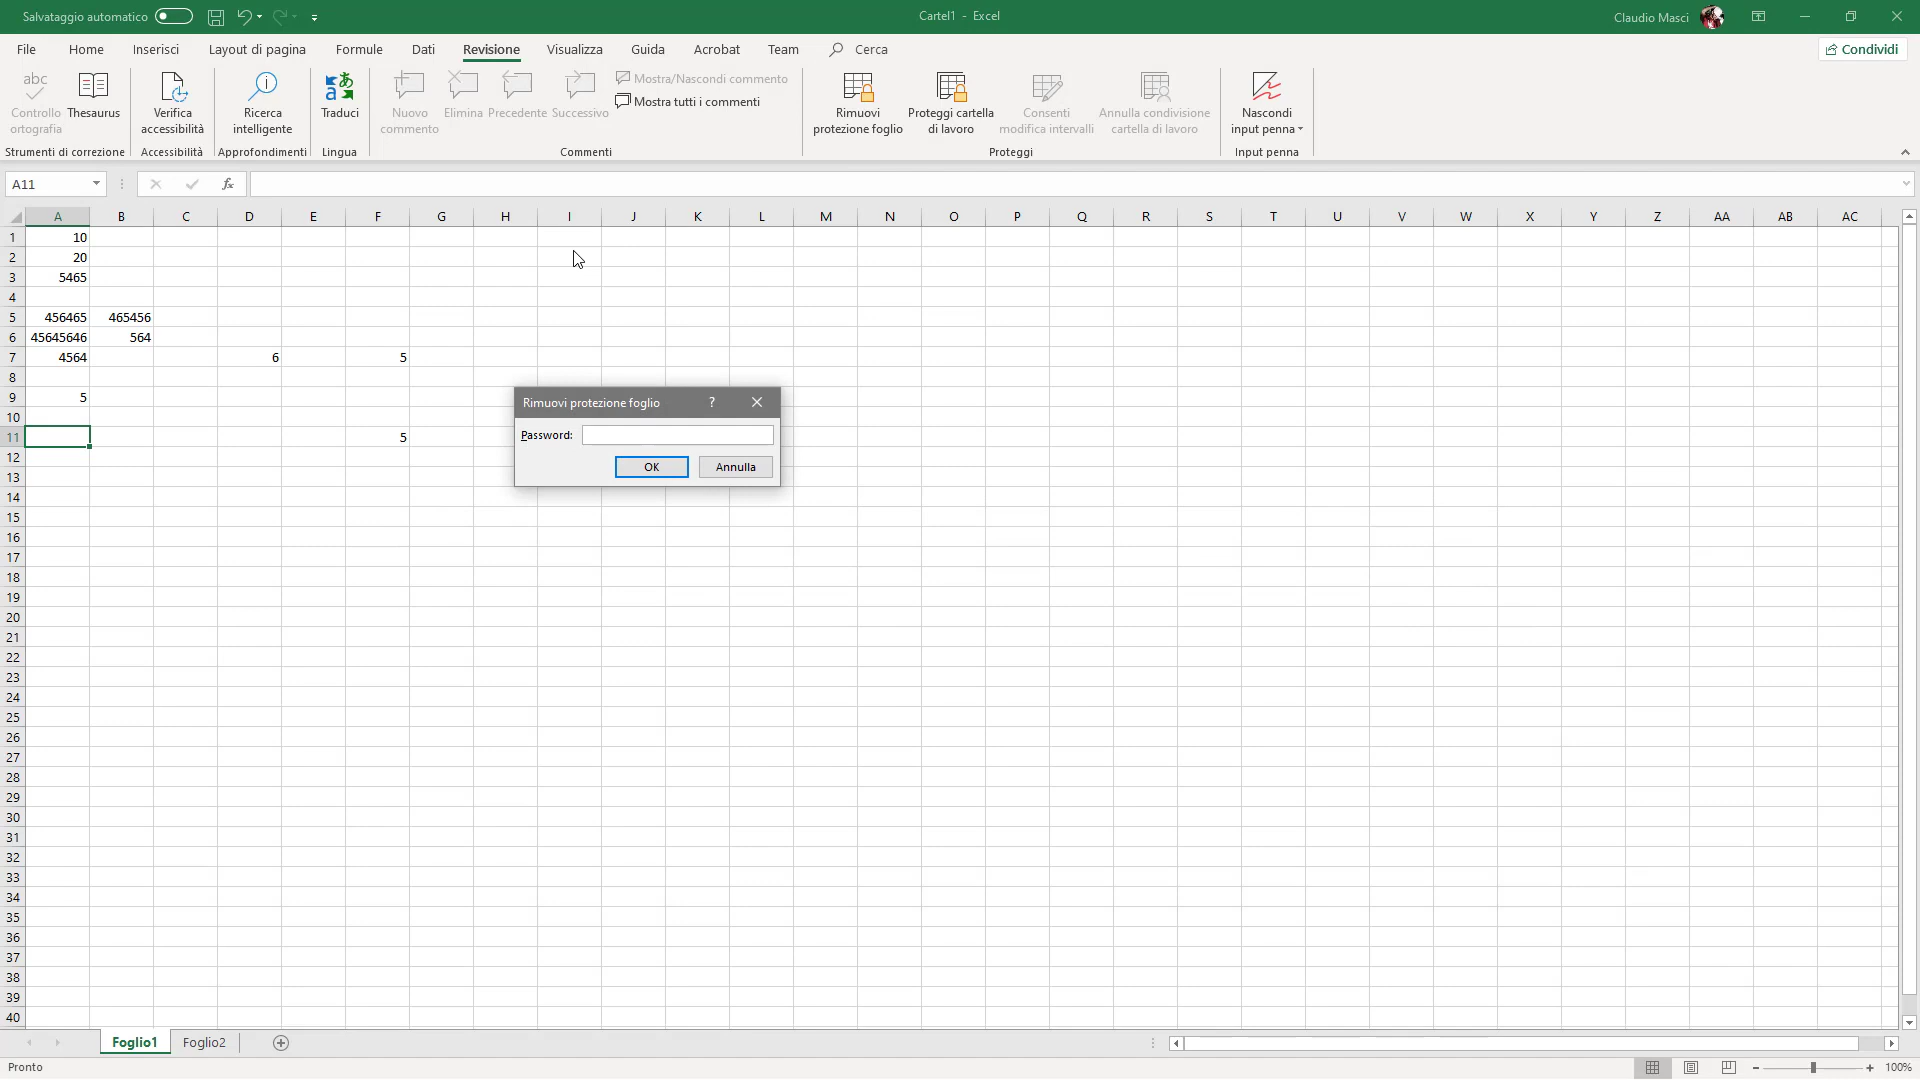 Salvataggio automatico
Cartel1 - Excel
Claudio Masci
File Home Inserisci Layout di pagina Formule Dati Revisione Visualizza Guida Acrobat Team Cerca
Condividi
abc
Controllo ortografia
Thesaurus
Verifica accessibilità
Ricerca intelligente
Traduci
Nuovo commento
Elimina
Precedente
Successivo
Mostra/Nascondi commento
Mostra tutti i commenti
Rimuovi protezione foglio
Proteggi cartella di lavoro
Consenti modifica intervalli
Annulla condivisione cartella di lavoro
Nascondi input penna
Strumenti di correzione Accessibilità Approfondimenti Lingua Commenti Proteggi Input penna
A11
fx
A B C D E F G H I J K L M N O P Q R S T U V W X Y Z AA AB AC
1 10
2 20
3 5465
4
5 456465 465456
6 45645646 564
7 4564 6 5
8
9 5
10
11 5
12
13
14
15
16
17
18
19
20
21
22
23
24
25
26
27
28
29
30
31
32
33
34
35
36
37
38
39
40
Rimuovi protezione foglio ?
Password:
OK Annulla
Foglio1 Foglio2
Pronto
100%